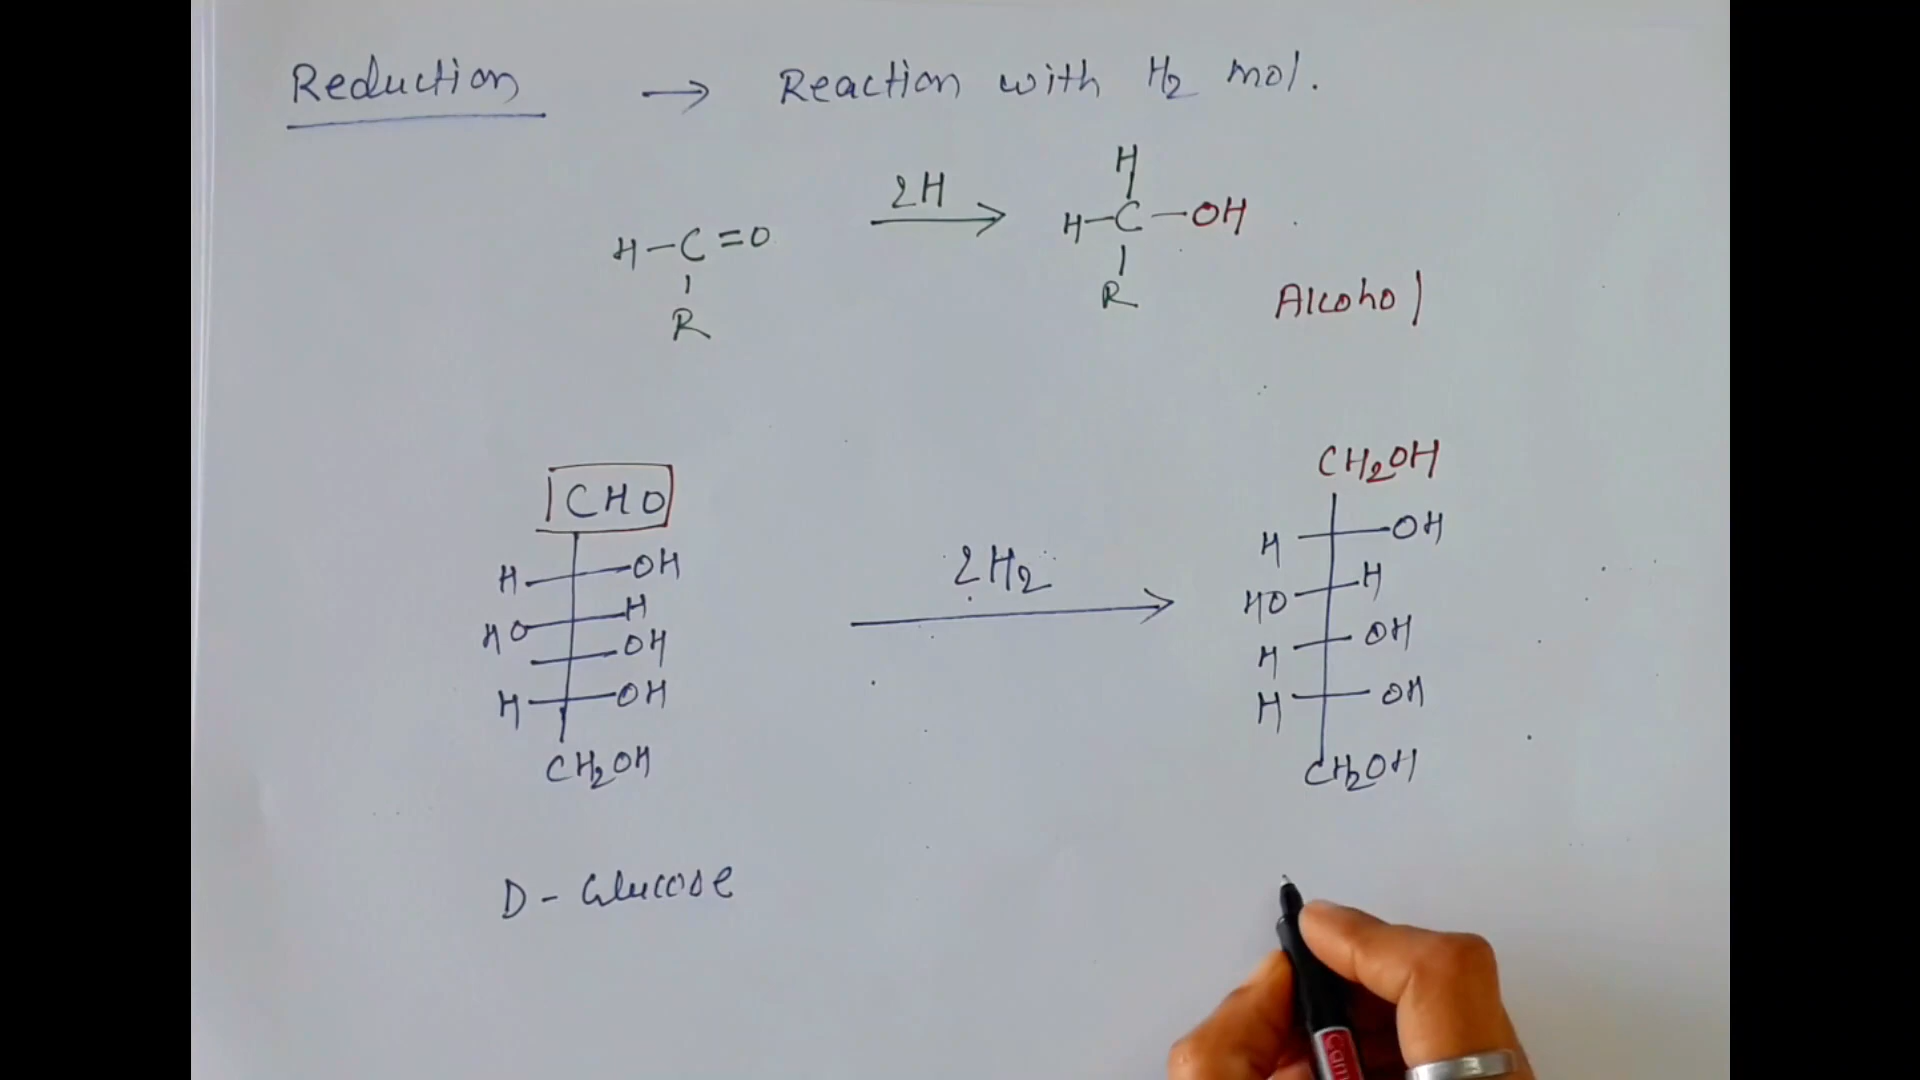 Reduction → Reaction with H2 mol.
H-C=O
R
2H
H
H-C-OH
R
Alcohol
CHO
H OH
HO H
OH
H OH
CH2OH
D - Glucose
2H2
CH2OH
H OH
HO H
H OH
H OH
CH2OH
Cam